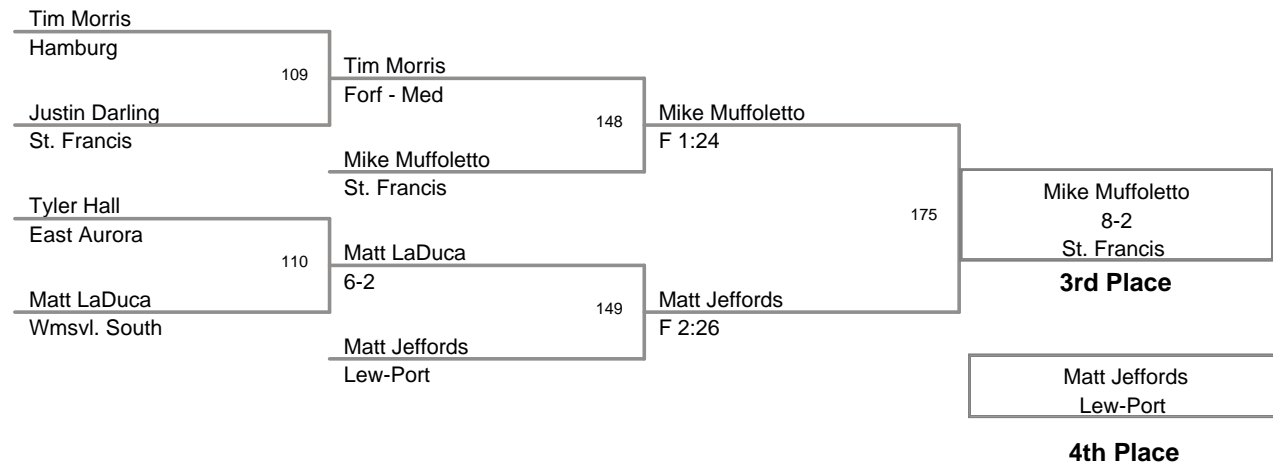 Tim Morris
Hamburg
109
Justin Darling
St. Francis
Tyler Hall
East Aurora
110
Matt LaDuca
Wmsvl. South
Tim Morris
Forf - Med
148
Mike Muffoletto
St. Francis
Matt LaDuca
6-2
149
Matt Jeffords
Lew-Port
Mike Muffoletto
F 1:24
175
Matt Jeffords
F 2:26
Mike Muffoletto
8-2
St. Francis
3rd Place
Matt Jeffords
Lew-Port
4th Place